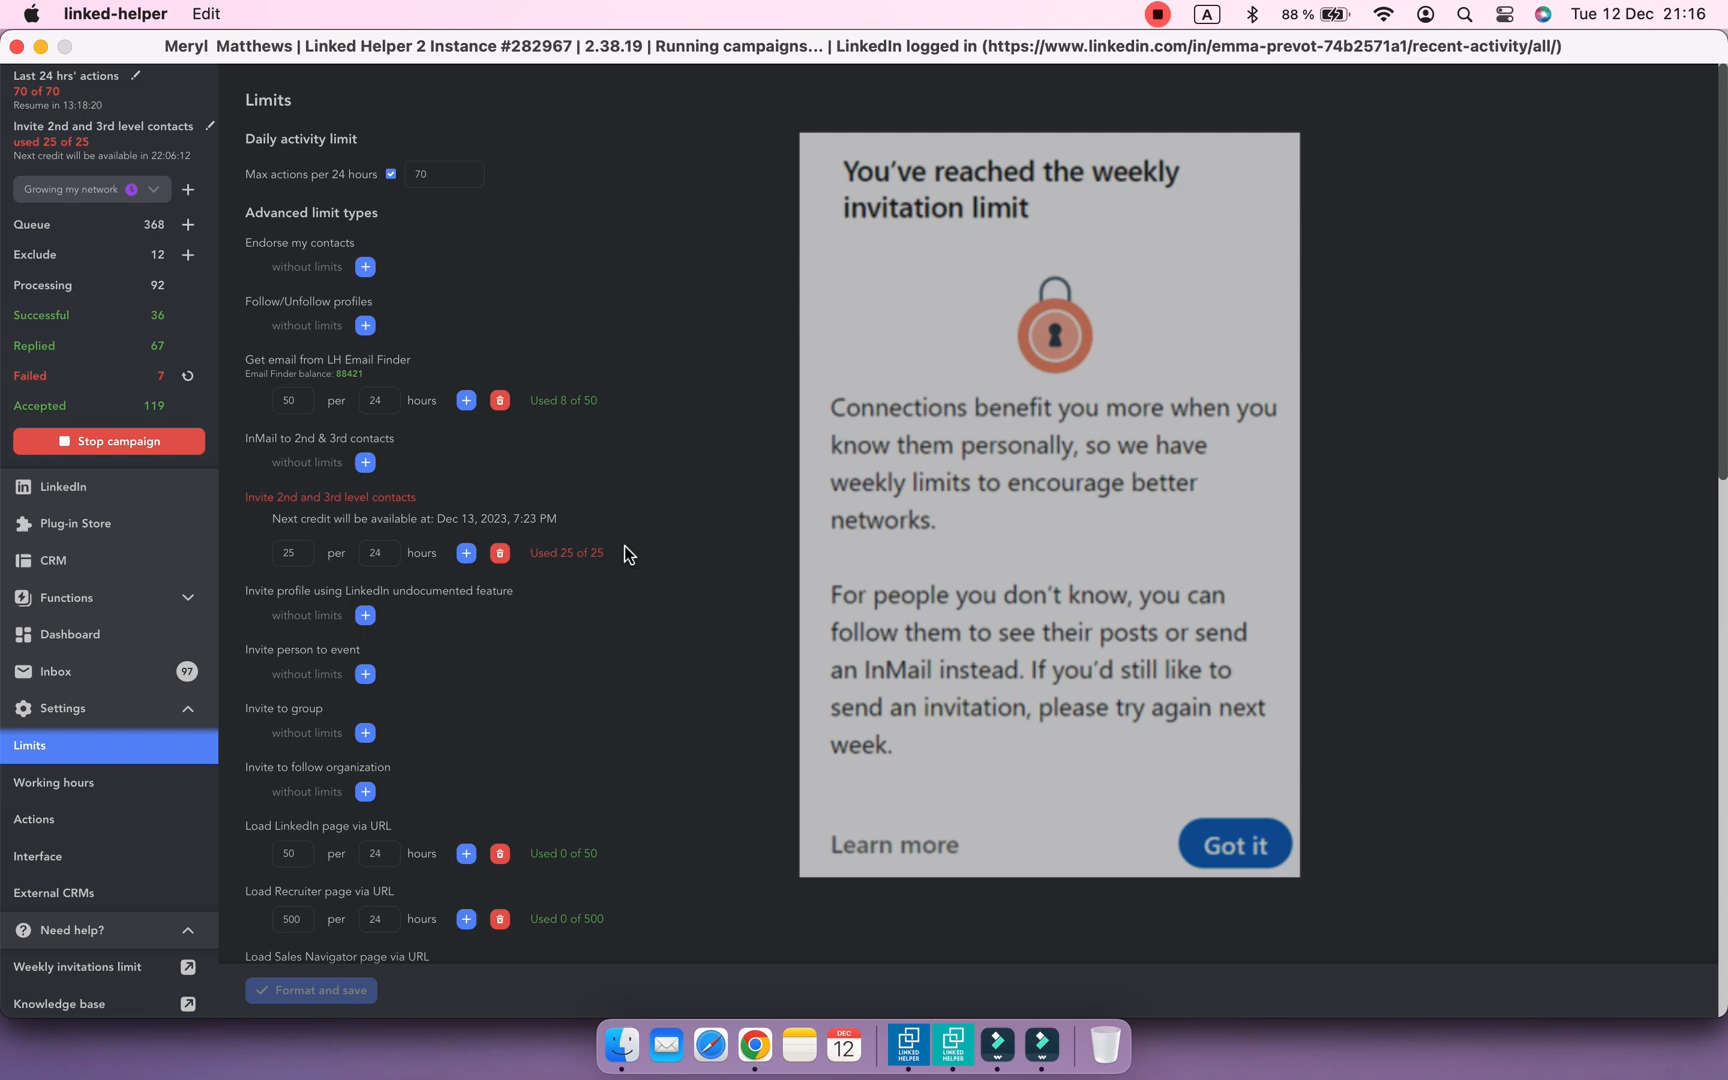 linked-helper Edit A 88 % Tue 12 Dec 21:16
Meryl Matthews | Linked Helper 2 Instance #282967 | 2.38.19 | Running campaigns... | LinkedIn logged in (https://www.linkedin.com/in/emma-prevot-74b2571a1/recent-activity/all/)
Last 24 hrs' actions
70 of 70
Resume in 13:18:20
Invite 2nd and 3rd level contacts
used 25 of 25
Next credit will be available in 22:06:12
Growing my network
Queue 368
Exclude 12
Processing 92
Successful 36
Replied 67
Failed 7
Accepted 119
Stop campaign
LinkedIn
Plug-in Store
CRM
Functions
Dashboard
Inbox 97
Settings
Limits
Working hours
Actions
Interface
External CRMs
Need help?
Weekly invitations limit
Knowledge base
Limits
Daily activity limit
Max actions per 24 hours 70
Advanced limit types
Endorse my contacts
without limits
Follow/Unfollow profiles
without limits
Get email from LH Email Finder
Email Finder balance: 88421
50 per 24 hours Used 8 of 50
InMail to 2nd & 3rd contacts
without limits
Invite 2nd and 3rd level contacts
Next credit will be available at: Dec 13, 2023, 7:23 PM
25 per 24 hours Used 25 of 25
Invite profile using LinkedIn undocumented feature
without limits
Invite person to event
without limits
Invite to group
without limits
Invite to follow organization
without limits
Load LinkedIn page via URL
50 per 24 hours Used 0 of 50
Load Recruiter page via URL
500 per 24 hours Used 0 of 500
Load Sales Navigator page via URL
Format and save
You've reached the weekly
invitation limit
Connections benefit you more when you
know them personally, so we have
weekly limits to encourage better
networks.
For people you don't know, you can
follow them to see their posts or send
an InMail instead. If you'd still like to
send an invitation, please try again next
week.
Learn more Got it
DEC
12
LINKED
HELPER
LINKED
HELPER